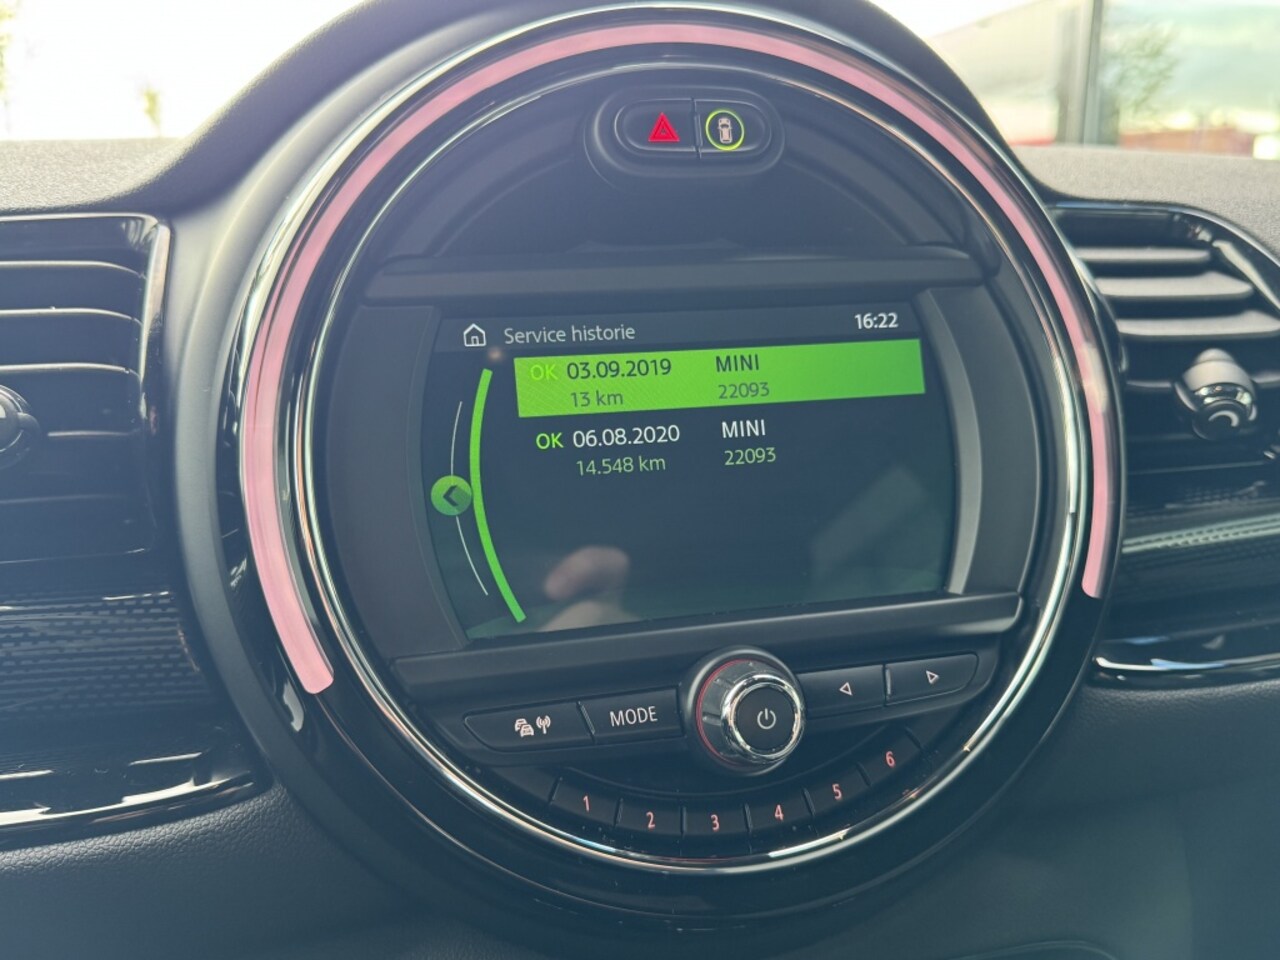 Service historie 16:22
OK 03.09.2019 MINI
13 km 22093
OK 06.08.2020 MINI
14.548 km 22093
MODE
1 2 3 4 5 6